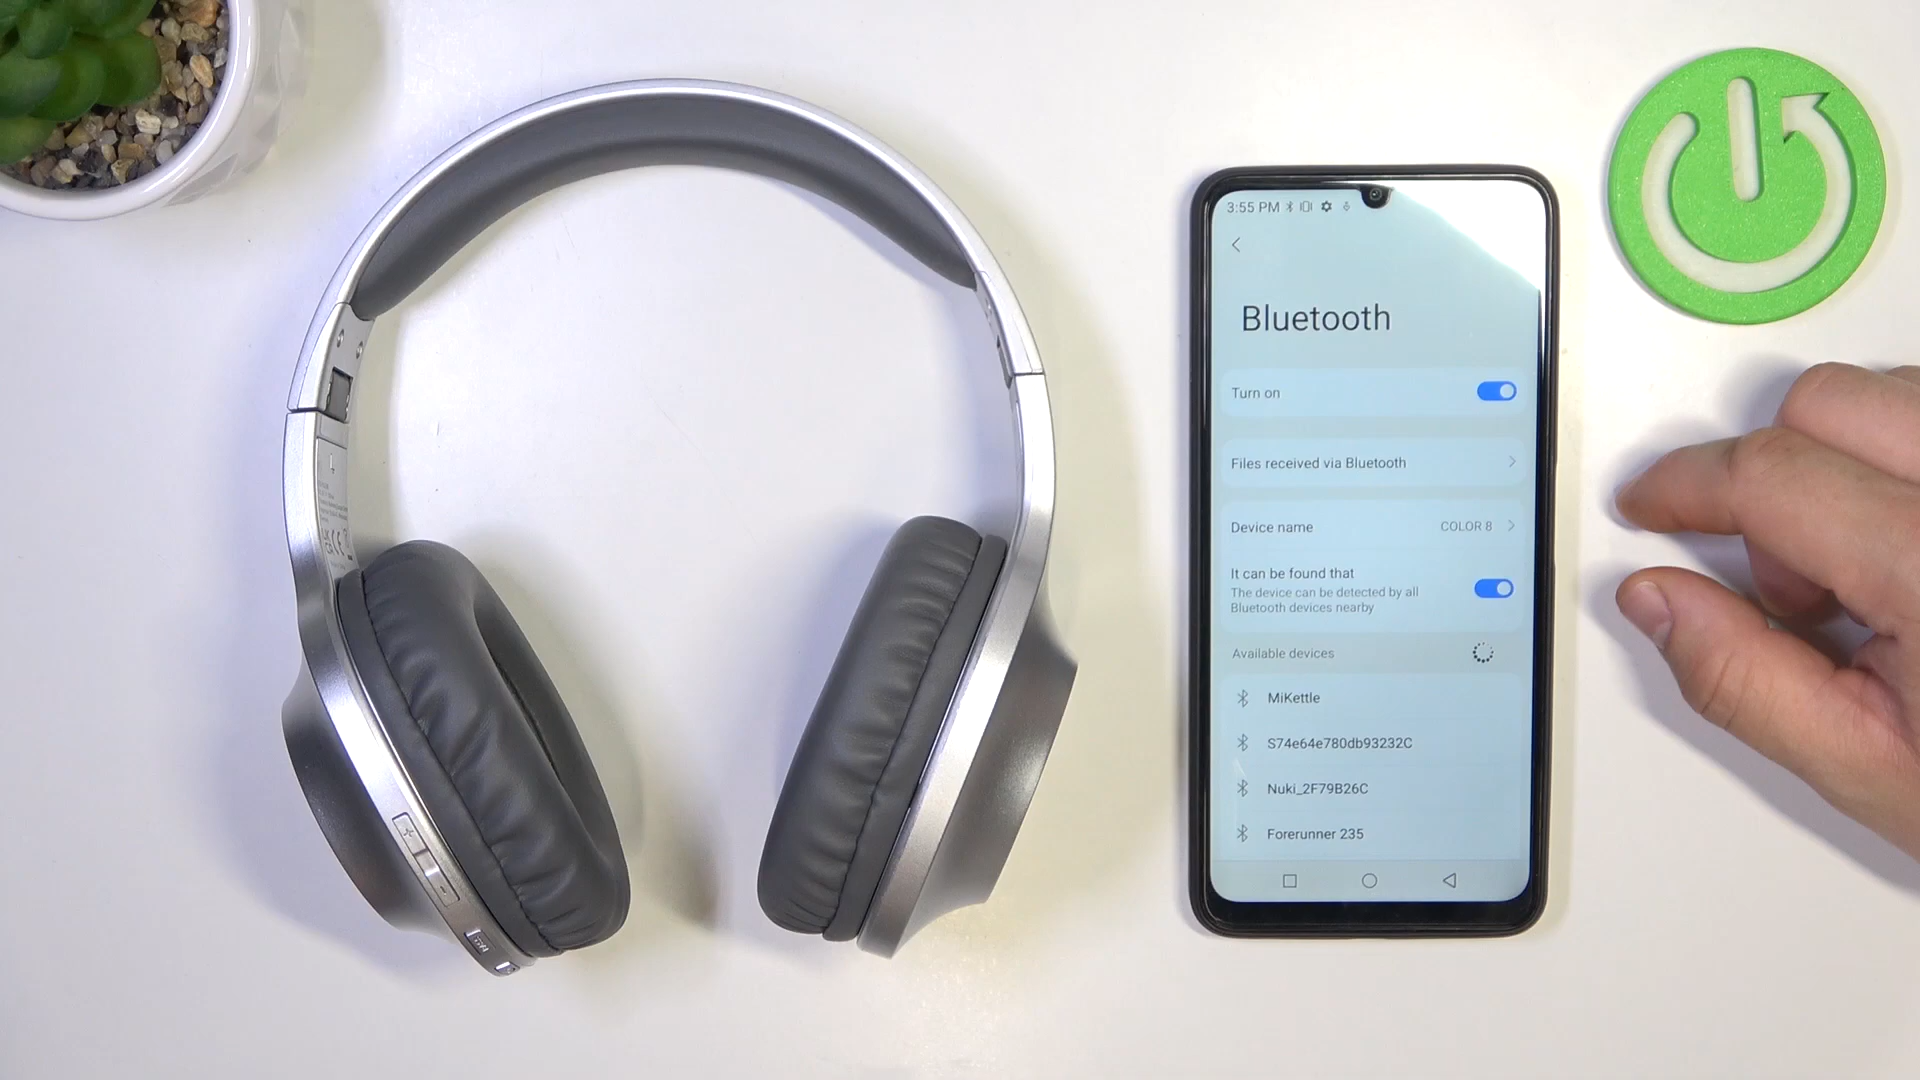 3:55 PM
Bluetooth
Turn on
Files received via Bluetooth
Device name COLOR 8
It can be found that
The device can be detected by all
Bluetooth devices nearby
Available devices
MiKettle
S74e64e780db93232C
Nuki_2F79B26C
Forerunner 235
L
+
-